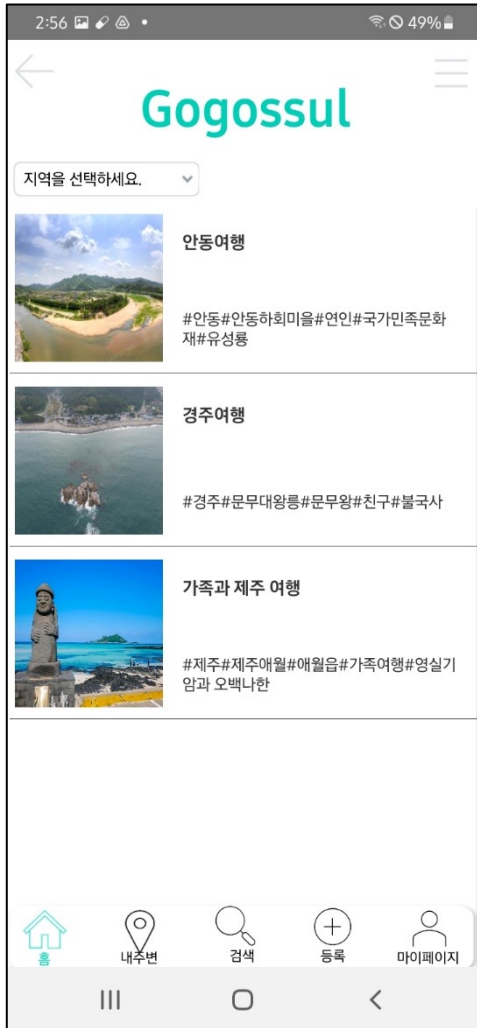 2:56
49%
Gogossul
지역을 선택하세요.
안동여행
#안동#안동하회미을#연인#국가민족문화
재#유성룡
경주여행
#경주#문무대왕릉#문무왕#친구#불국사
가족과 제주 여행
#제주#제주애월#애월읍#가족여행#영실기
암과 오백나한
홈
내주변
검색
등록
마이페이지